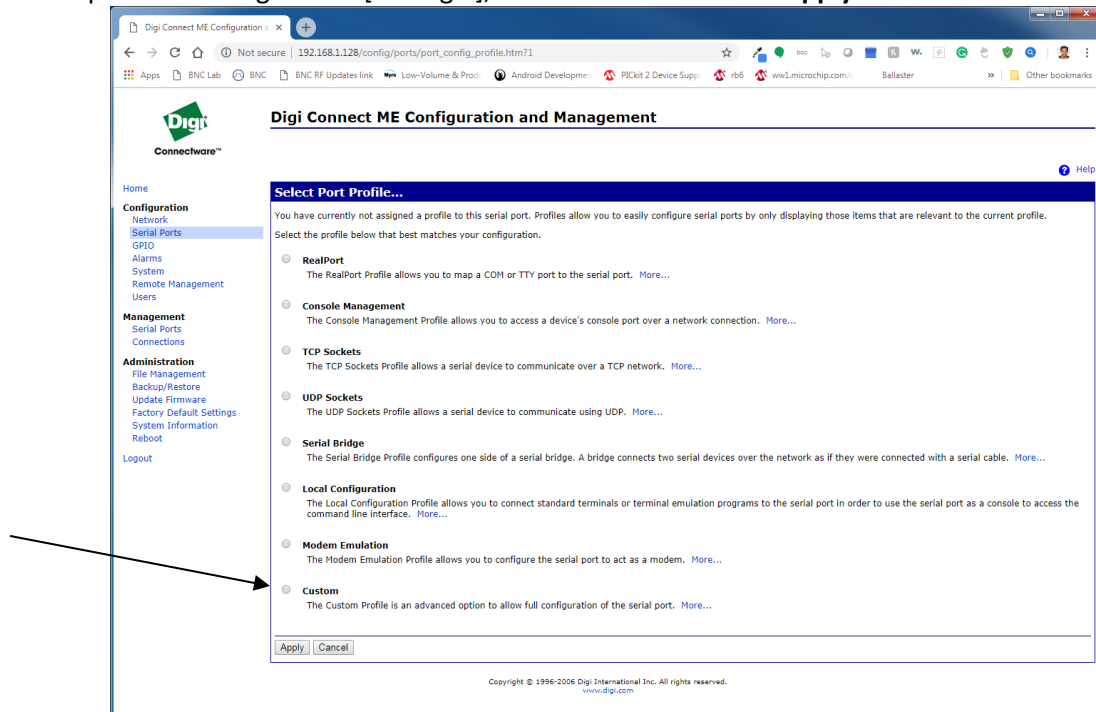 Apply
Digi Connect ME Configuration a
Not secure | 192.168.1.128/config/ports/port_config_profile.htm?1
Apps BNC Lab BNC BNC RF Updates link Low-Volume & Produ Android Developmen PICkit 2 Device Supp rb6 ww1.microchip.com/ Ballaster » Other bookmarks
Digi
Connectware™
Digi Connect ME Configuration and Management
Help
Home
Configuration
Network
Serial Ports
GPIO
Alarms
System
Remote Management
Users
Management
Serial Ports
Connections
Administration
File Management
Backup/Restore
Update Firmware
Factory Default Settings
System Information
Reboot
Logout
Select Port Profile...
You have currently not assigned a profile to this serial port. Profiles allow you to easily configure serial ports by only displaying those items that are relevant to the current profile.
Select the profile below that best matches your configuration.
RealPort
The RealPort Profile allows you to map a COM or TTY port to the serial port. More...
Console Management
The Console Management Profile allows you to access a device's console port over a network connection. More...
TCP Sockets
The TCP Sockets Profile allows a serial device to communicate over a TCP network. More...
UDP Sockets
The UDP Sockets Profile allows a serial device to communicate using UDP. More...
Serial Bridge
The Serial Bridge Profile configures one side of a serial bridge. A bridge connects two serial devices over the network as if they were connected with a serial cable. More...
Local Configuration
The Local Configuration Profile allows you to connect standard terminals or terminal emulation programs to the serial port in order to use the serial port as a console to access the
command line interface. More...
Modem Emulation
The Modem Emulation Profile allows you to configure the serial port to act as a modem. More...
Custom
The Custom Profile is an advanced option to allow full configuration of the serial port. More...
Apply Cancel
Copyright © 1996-2006 Digi International Inc. All rights reserved.
www.digi.com